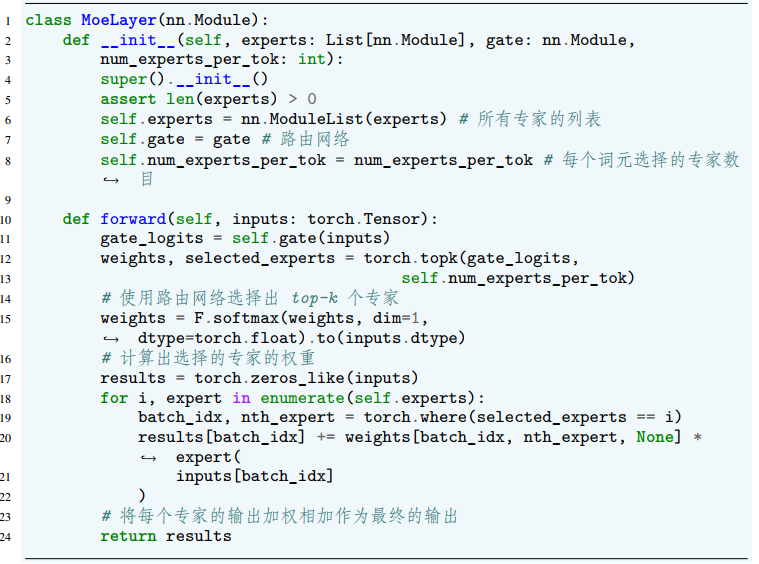 1 class MoeLayer(nn.Module):
2     def __init__(self, experts: List[nn.Module], gate: nn.Module,
3         num_experts_per_tok: int):
4         super().__init__()
5         assert len(experts) > 0
6         self.experts = nn.ModuleList(experts) # 所有专家的列表
7         self.gate = gate # 路由网络
8         self.num_experts_per_tok = num_experts_per_tok # 每个词元选择的专家数
        ↪ 目
9
10     def forward(self, inputs: torch.Tensor):
11         gate_logits = self.gate(inputs)
12         weights, selected_experts = torch.topk(gate_logits,
13                                         self.num_experts_per_tok)
14         # 使用路由网络选择出 top-k 个专家
15         weights = F.softmax(weights, dim=1,
        ↪ dtype=torch.float).to(inputs.dtype)
16         # 计算出选择的专家的权重
17         results = torch.zeros_like(inputs)
18         for i, expert in enumerate(self.experts):
19             batch_idx, nth_expert = torch.where(selected_experts == i)
20             results[batch_idx] += weights[batch_idx, nth_expert, None] *
            ↪ expert(
21                 inputs[batch_idx]
22             )
23         # 将每个专家的输出加权相加作为最终的输出
24         return results